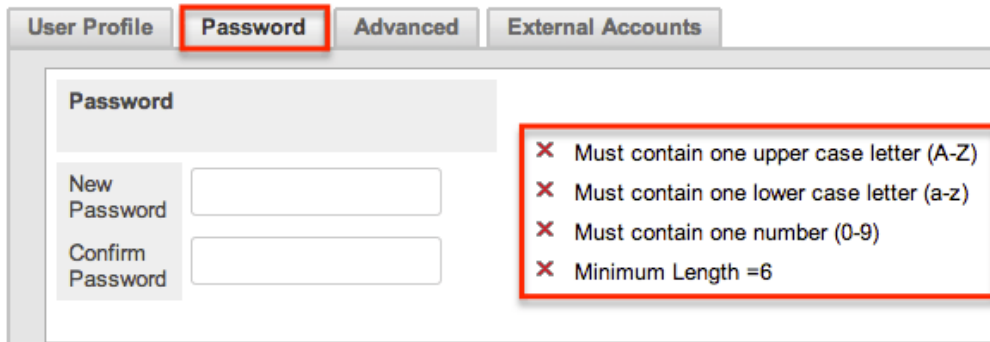 User Profile Password Advanced External Accounts
Password
New
Password
Confirm
Password
Must contain one upper case letter (A-Z)
Must contain one lower case letter (a-z)
Must contain one number (0-9)
Minimum Length =6